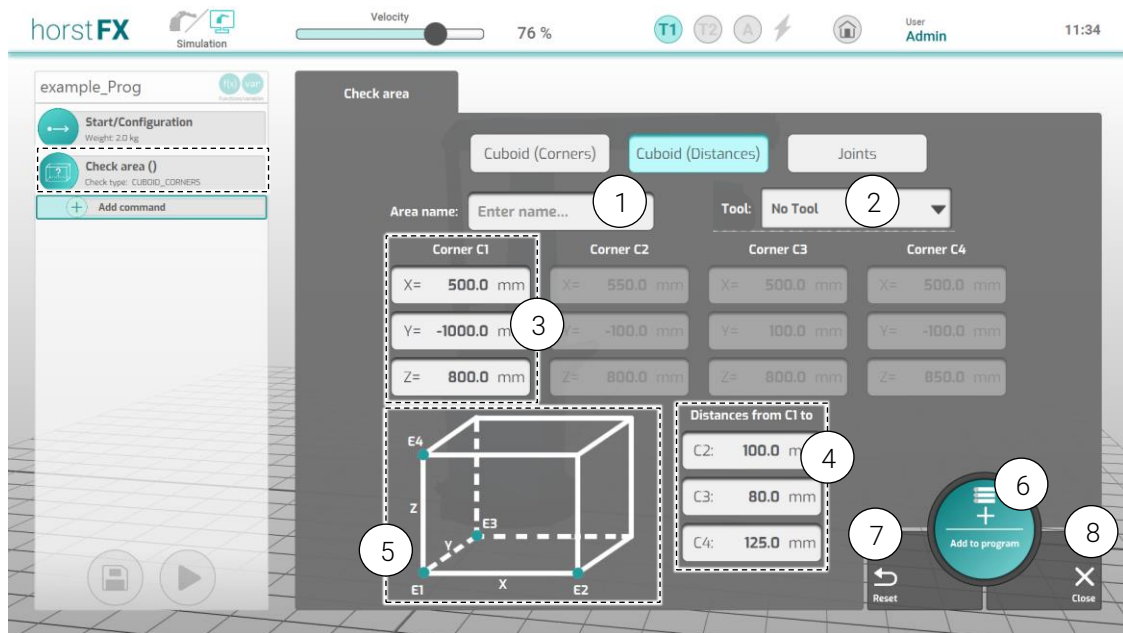 horstFX
Simulation
Velocity
76 %
T1
T2
A
User
Admin
11:34
example_Prog
f(x) var
Functions/variables
Start/Configuration
Weight: 2.0 kg
Check area ()
Check type: CUBOID_CORNERS
Add command
Check area
Cuboid (Corners)
Cuboid (Distances)
Joints
Area name: Enter name... 1
Tool: No Tool 2
Corner C1 Corner C2 Corner C3 Corner C4
X= 500.0 mm X= 550.0 mm X= 500.0 mm X= 500.0 mm
Y= -1000.0 m 3 = -100.0 mm Y= 100.0 mm Y= -100.0 mm
Z= 800.0 mm Z= 800.0 mm Z= 800.0 mm Z= 850.0 mm
Distances from C1 to
C2: 100.0 m 4
C3: 80.0 mm
C4: 125.0 mm
E4
Z
E3
Y
5
E1
X
E2
6
Add to program
7
Reset
8
Close